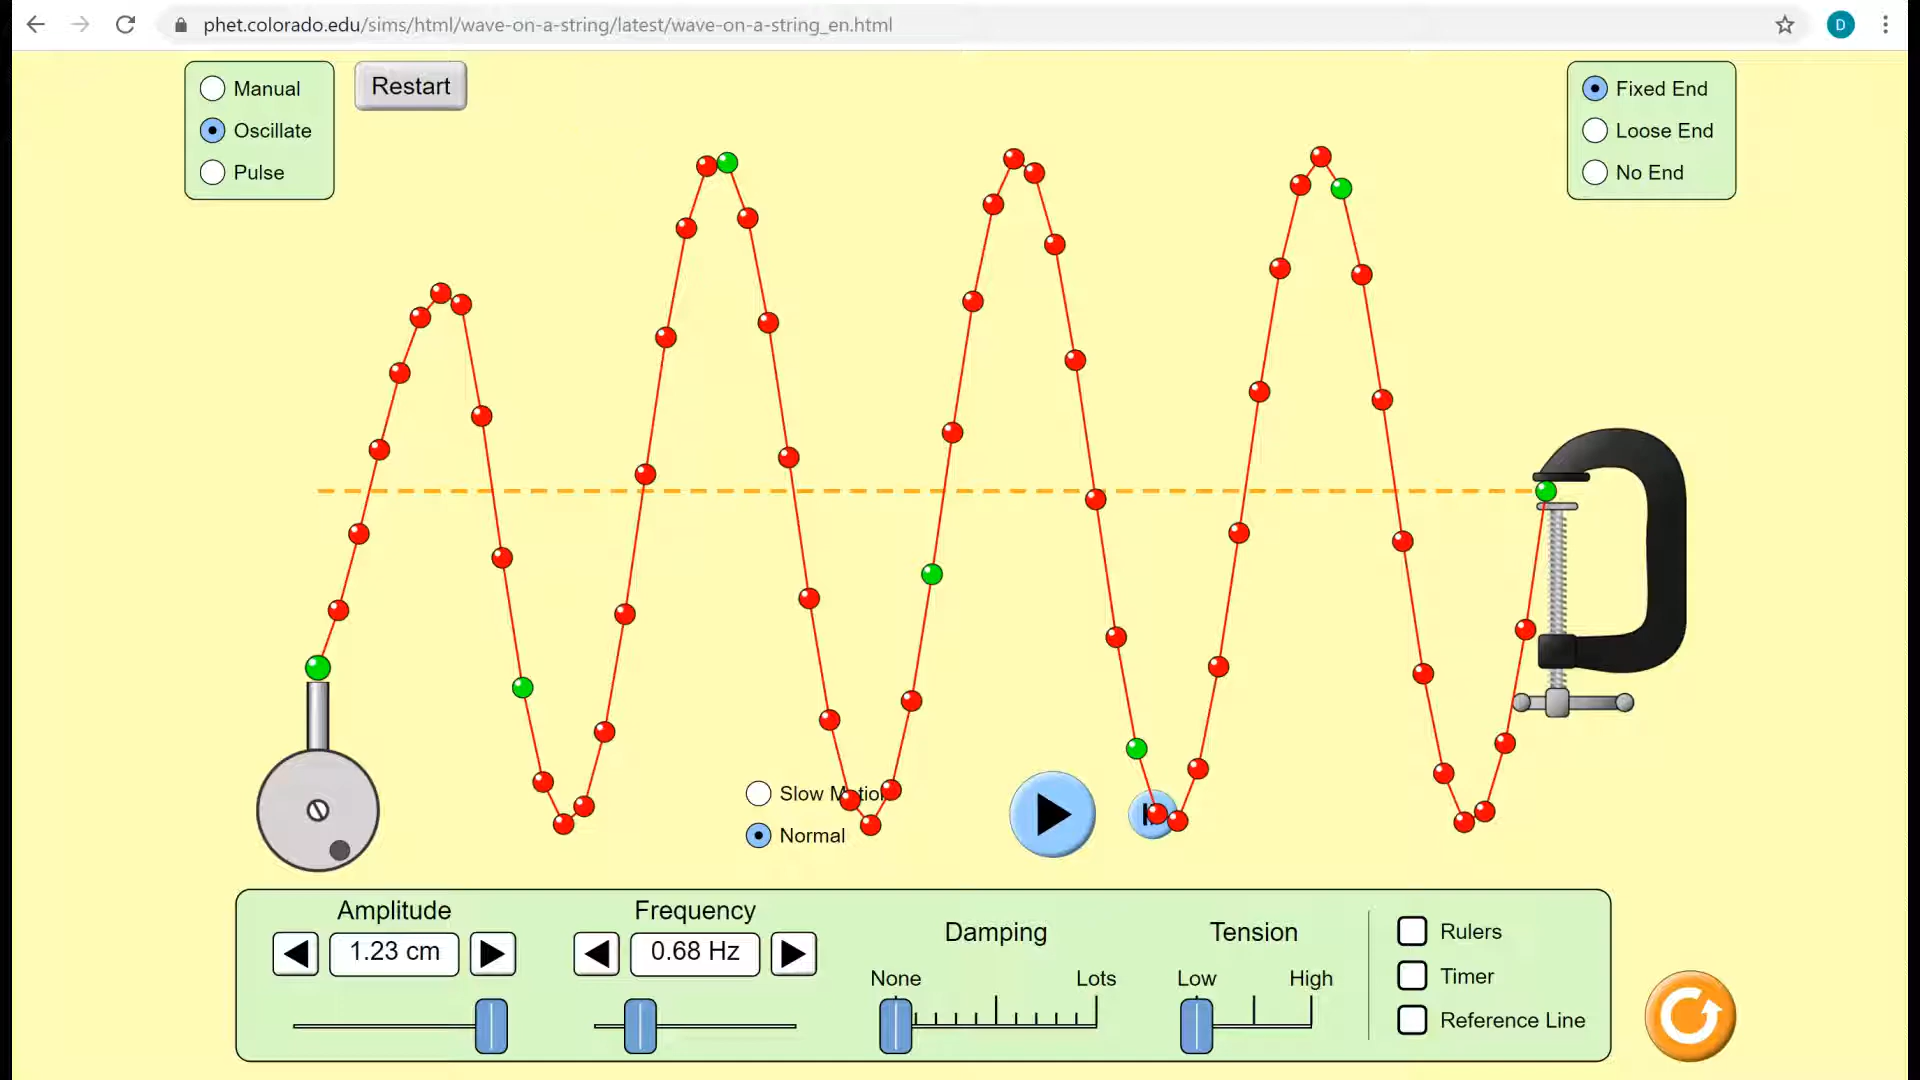 phet.colorado.edu/sims/html/wave-on-a-string/latest/wave-on-a-string_en.html
D
Manual
Oscillate
Pulse
Restart
Fixed End
Loose End
No End
Slow Motion
Normal
Amplitude
1.23 cm
Frequency
0.68 Hz
Damping
None Lots
Tension
Low High
Rulers
Timer
Reference Line